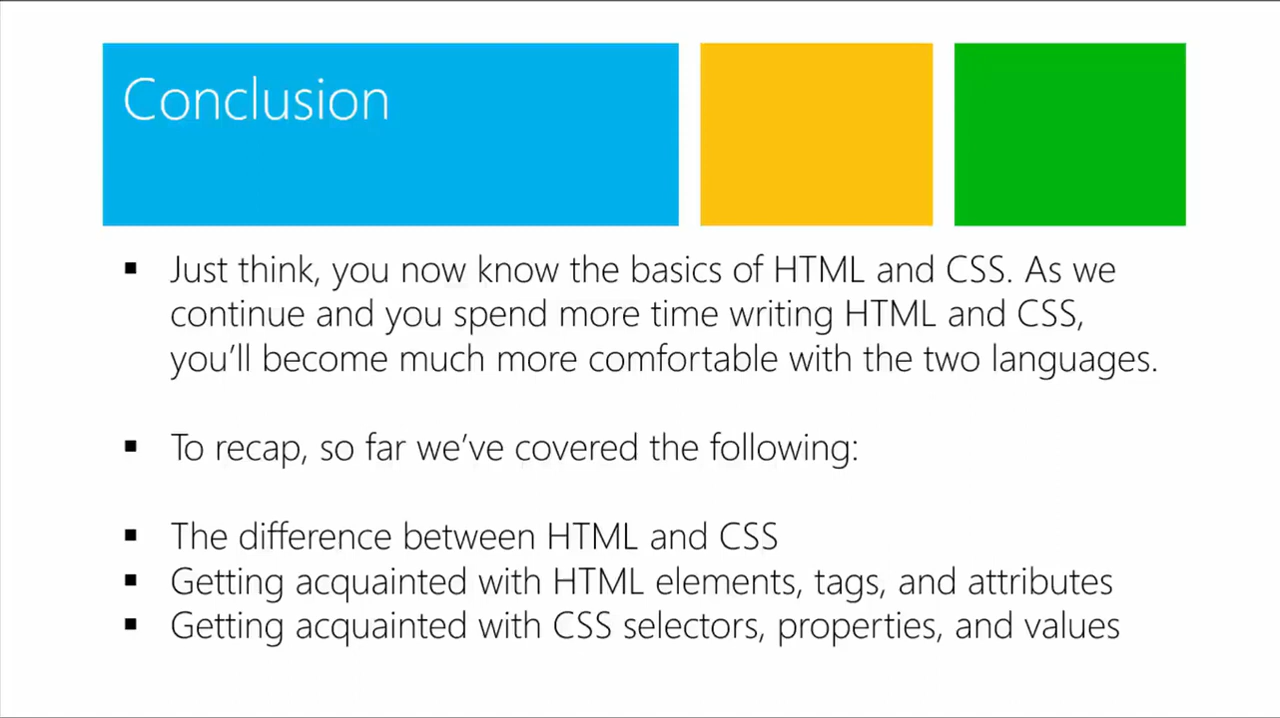 Conclusion
▪ Just think, you now know the basics of HTML and CSS. As we
continue and you spend more time writing HTML and CSS,
you’ll become much more comfortable with the two languages.
▪ To recap, so far we’ve covered the following:
▪ The difference between HTML and CSS
▪ Getting acquainted with HTML elements, tags, and attributes
▪ Getting acquainted with CSS selectors, properties, and values